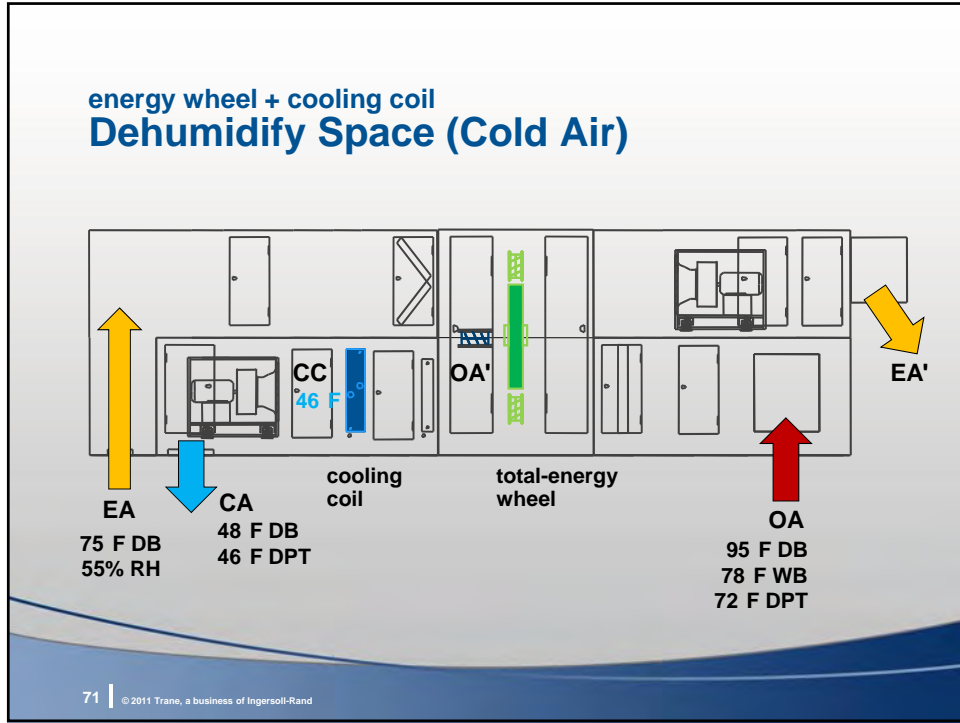 energy wheel + cooling coil
Dehumidify Space (Cold Air)
CC
46 F
OA'
EA'
cooling
coil
total-energy
wheel
EA
75 F DB
55% RH
CA
48 F DB
46 F DPT
OA
95 F DB
78 F WB
72 F DPT
71 | © 2011 Trane, a business of Ingersoll-Rand